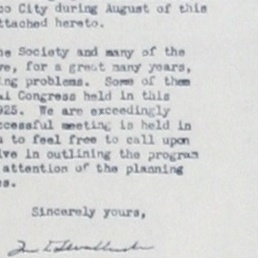 co City during August of this
ttached hereto.
he Society and many of the
re, for a great many years,
ng problems. Some of them
al Congress held in this
925. We are exceedingly
ccessful meeting is held in
u to feel free to call upon
ive in outlining the program
attention of the planning
s.
Sincerely yours,